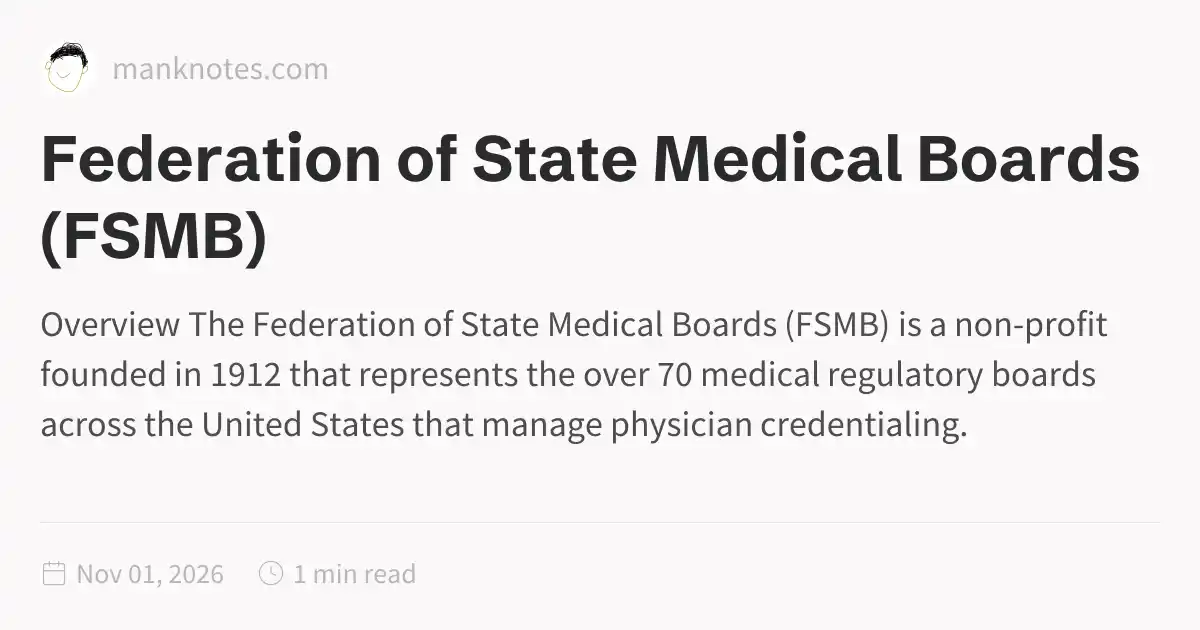 manknotes.com
Federation of State Medical Boards
(FSMB)
Overview The Federation of State Medical Boards (FSMB) is a non-profit
founded in 1912 that represents the over 70 medical regulatory boards
across the United States that manage physician credentialing.
Nov 01, 2026 1 min read